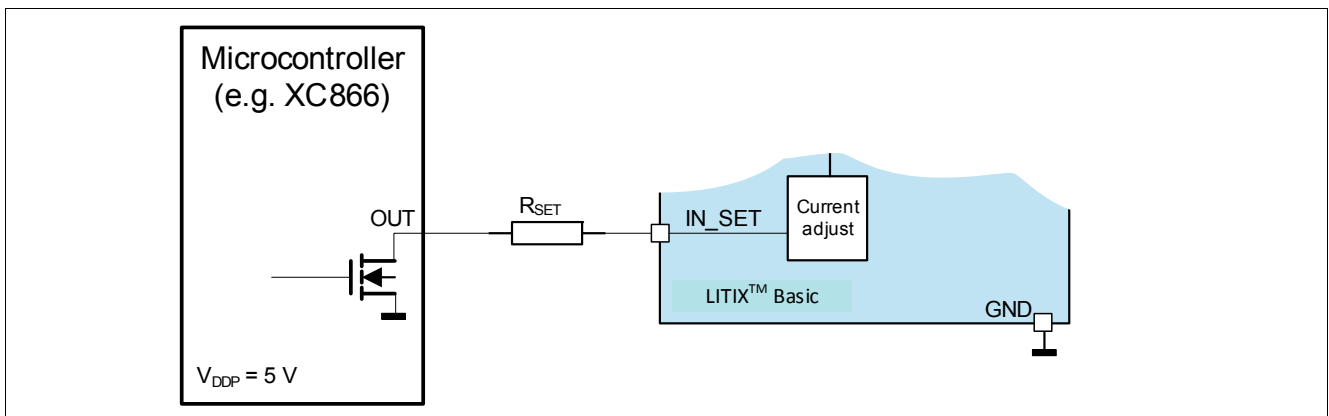 Microcontroller
(e.g. XC866)
OUT
RSET
IN_SET
Current
adjust
LITIX™ Basic
GND
VDDP = 5 V